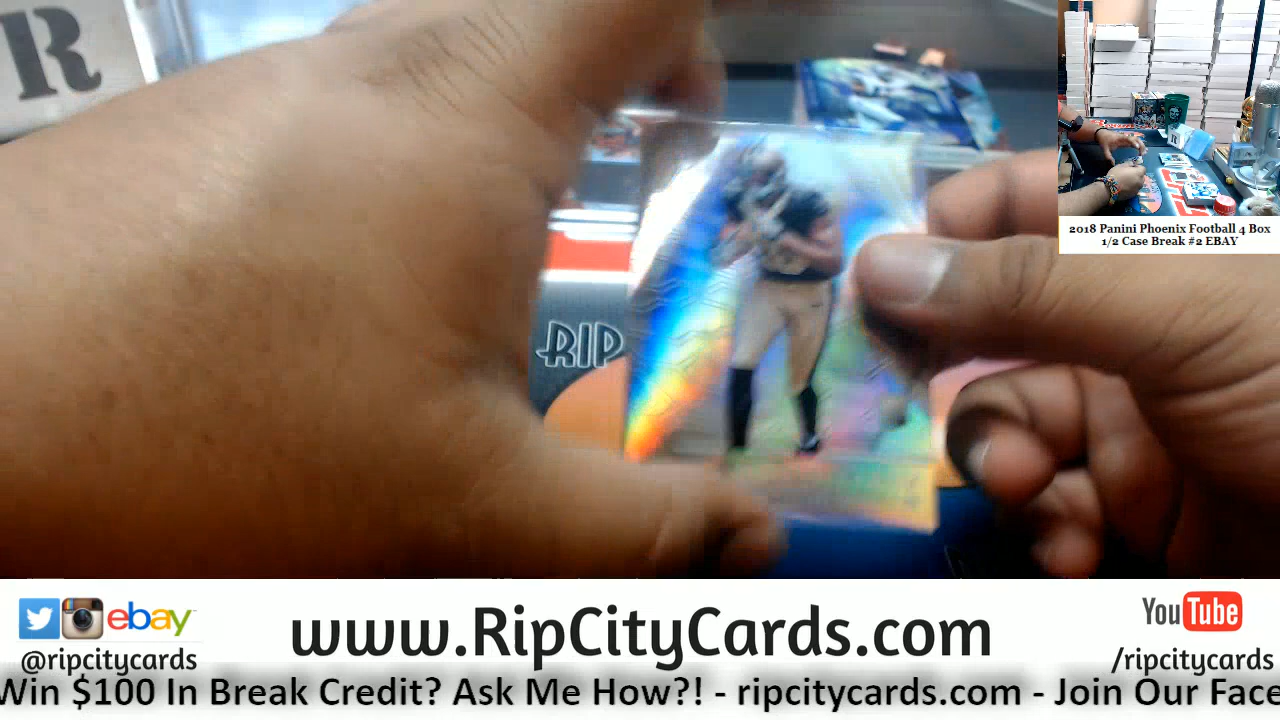 R
RIP
2018 Panini Phoenix Football 4 Box
1/2 Case Break #2 EBAY
ebay
@ripcitycards
www.RipCityCards.com
YouTube
/ripcitycards
Win $100 In Break Credit? Ask Me How?! - ripcitycards.com - Join Our Face